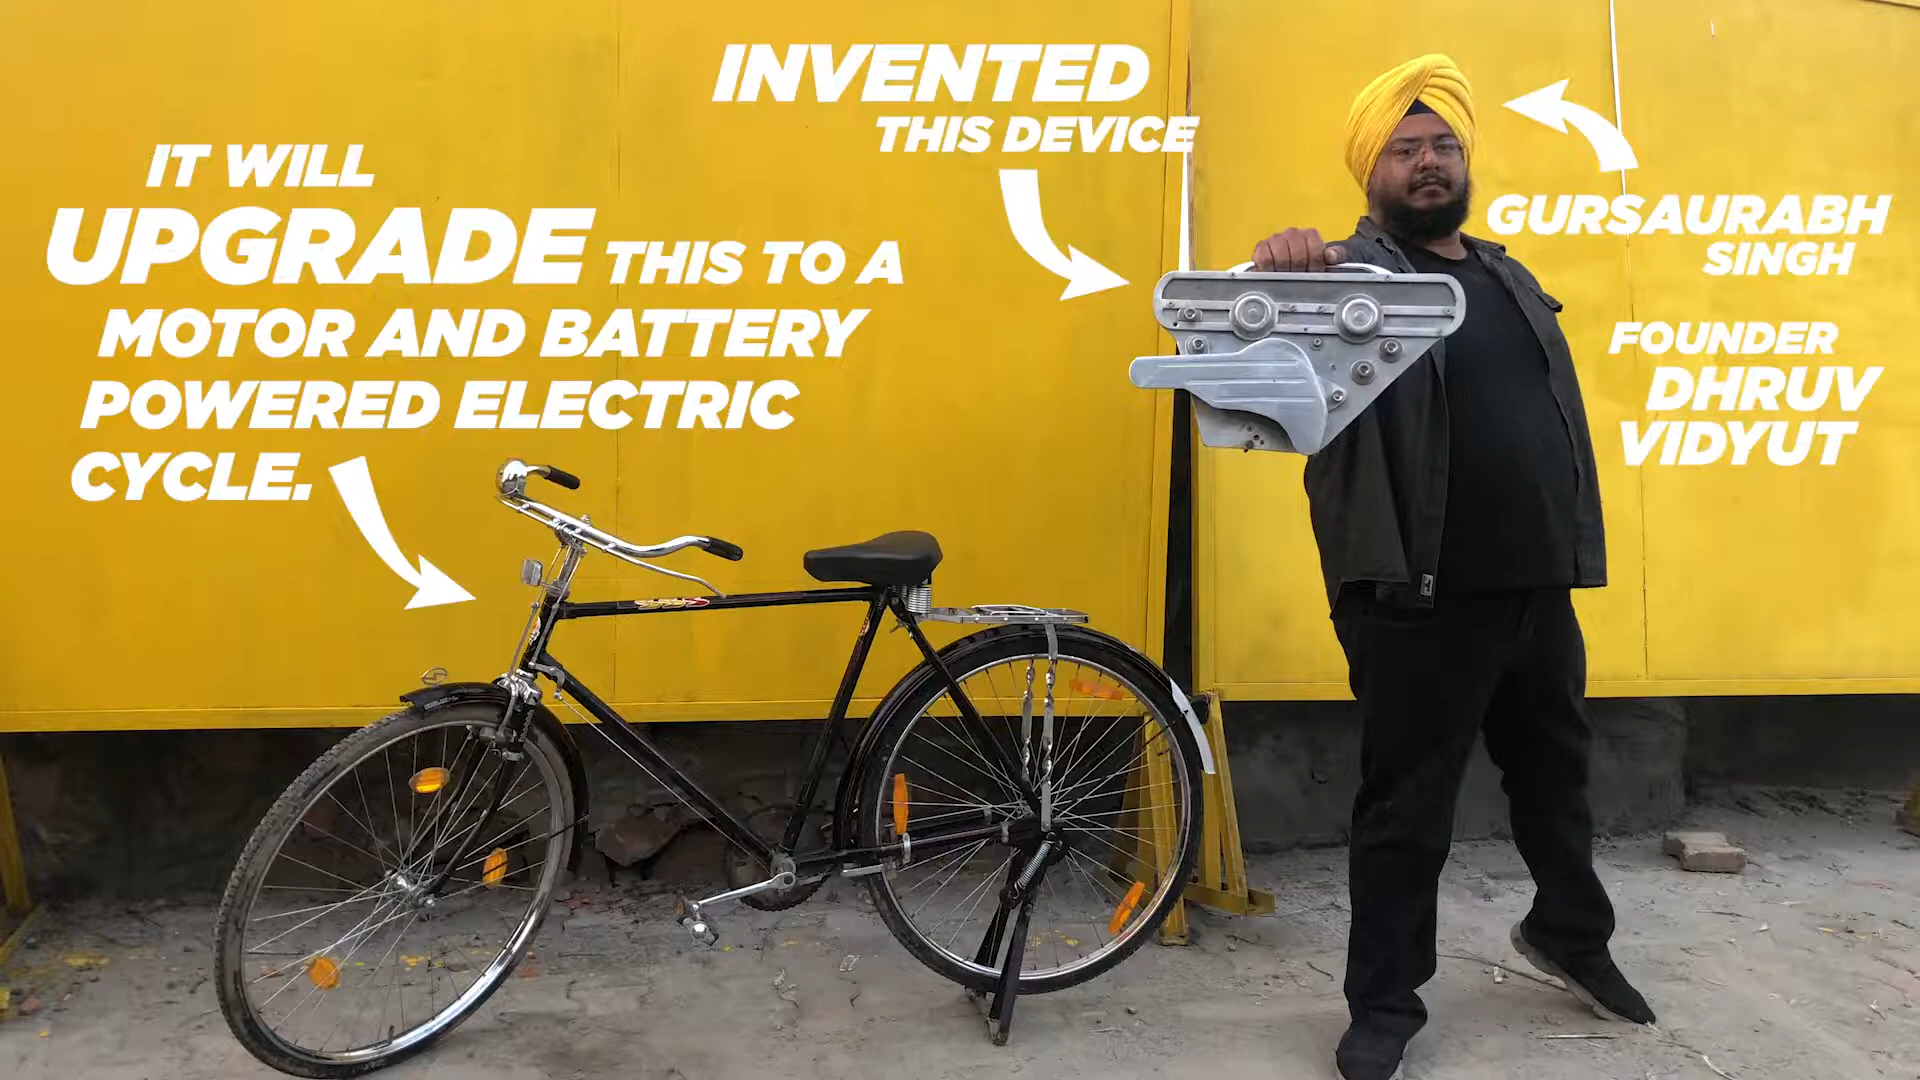 INVENTED
THIS DEVICE
IT WILL
UPGRADE THIS TO A
MOTOR AND BATTERY
POWERED ELECTRIC
CYCLE.
GURSAURABH
SINGH
FOUNDER
DHRUV
VIDYUT